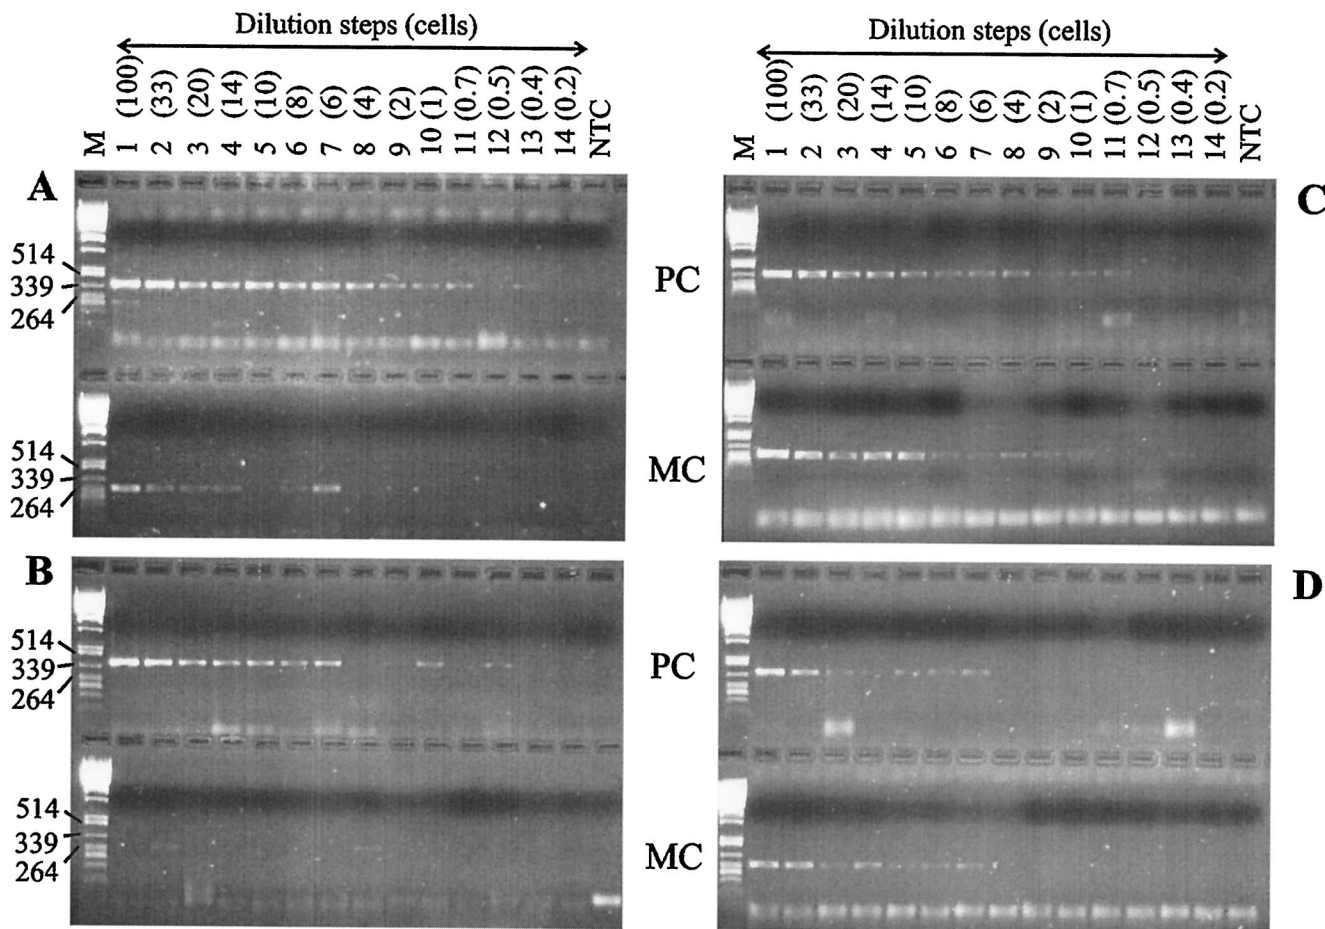 Dilution steps (cells)
M
1 (100)
2 (33)
3 (20)
4 (14)
5 (10)
6 (8)
7 (6)
8 (4)
9 (2)
10 (1)
11 (0.7)
12 (0.5)
13 (0.4)
14 (0.2)
NTC
Dilution steps (cells)
M
1 (100)
2 (33)
3 (20)
4 (14)
5 (10)
6 (8)
7 (6)
8 (4)
9 (2)
10 (1)
11 (0.7)
12 (0.5)
13 (0.4)
14 (0.2)
NTC
A
514
339
264
514
339
264
PC
MC
C
B
514
339
264
514
339
264
PC
MC
D